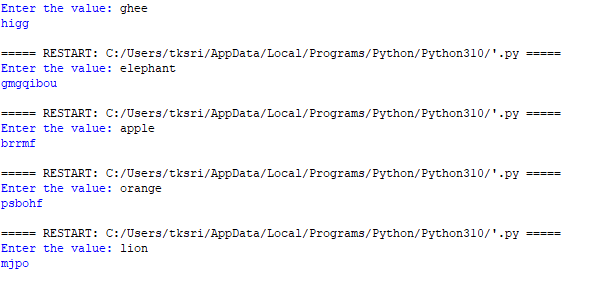 Enter the value: ghee
higg
===== RESTART: C:/Users/tksri/AppData/Local/Programs/Python/Python310/'.py =====
Enter the value: elephant
gmgqibou
===== RESTART: C:/Users/tksri/AppData/Local/Programs/Python/Python310/'.py =====
Enter the value: apple
brrmf
===== RESTART: C:/Users/tksri/AppData/Local/Programs/Python/Python310/'.py =====
Enter the value: orange
psbohf
===== RESTART: C:/Users/tksri/AppData/Local/Programs/Python/Python310/'.py =====
Enter the value: lion
mjpo